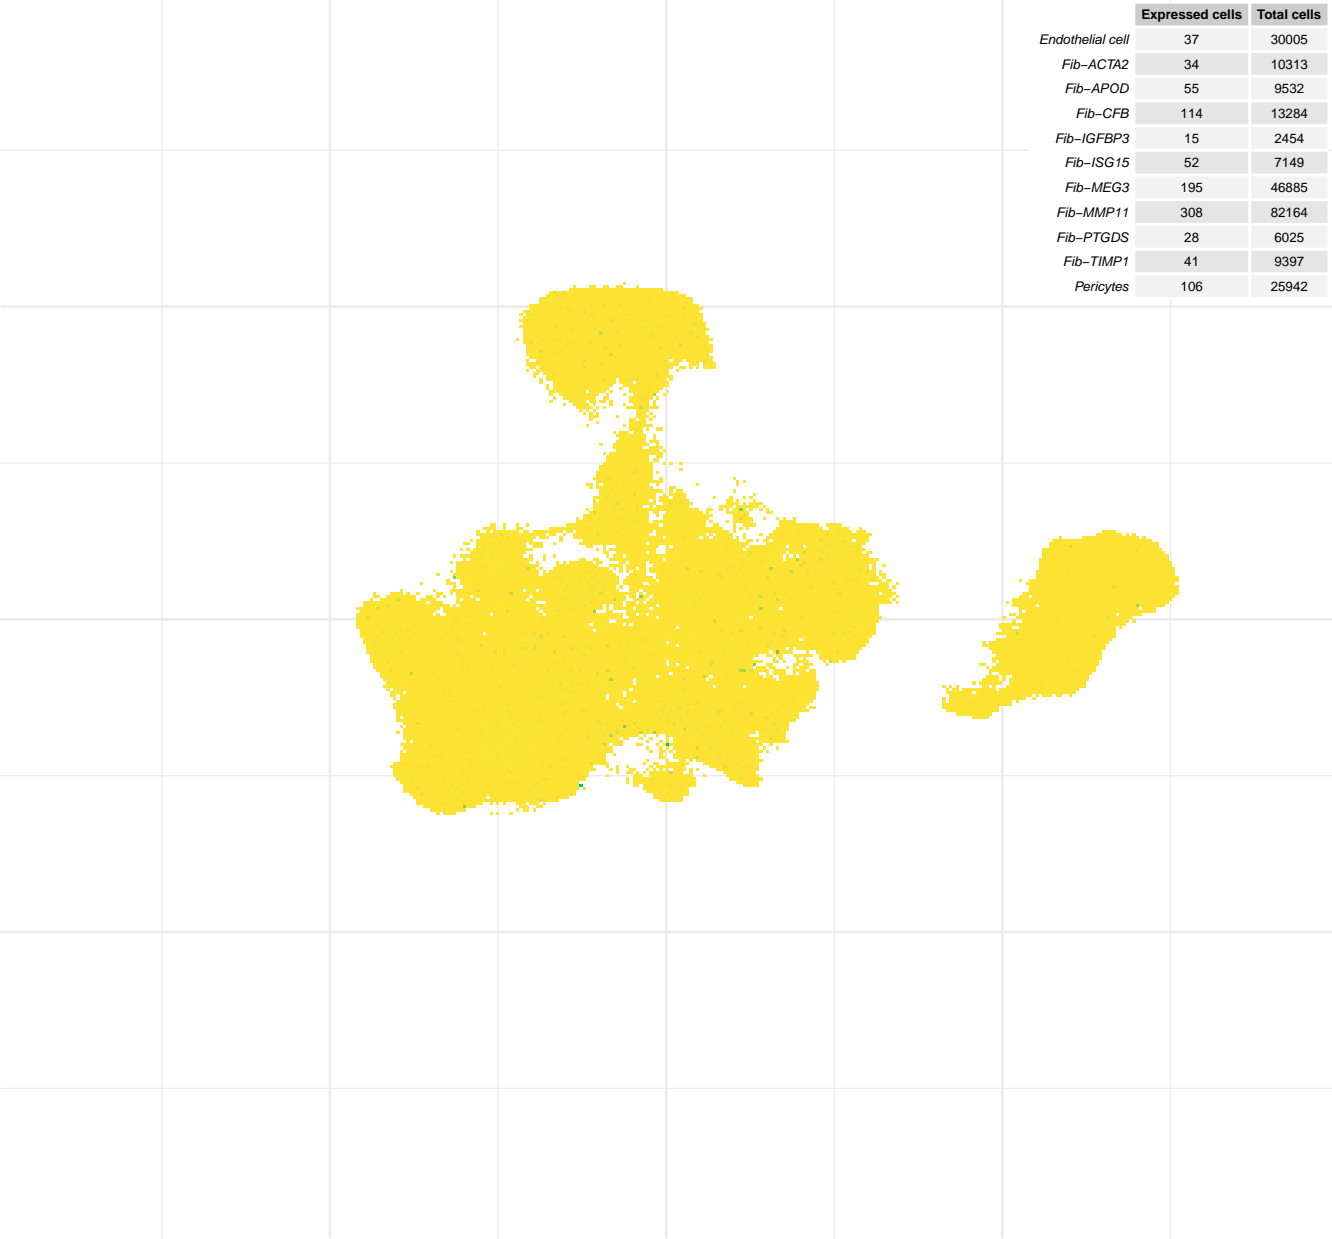 Expressed cells Total cells
Endothelial cell 37 30005
Fib−ACTA2 34 10313
Fib−APOD 55 9532
Fib−CFB 114 13284
Fib−IGFBP3 15 2454
Fib−ISG15 52 7149
Fib−MEG3 195 46885
Fib−MMP11 308 82164
Fib−PTGDS 28 6025
Fib−TIMP1 41 9397
Pericytes 106 25942